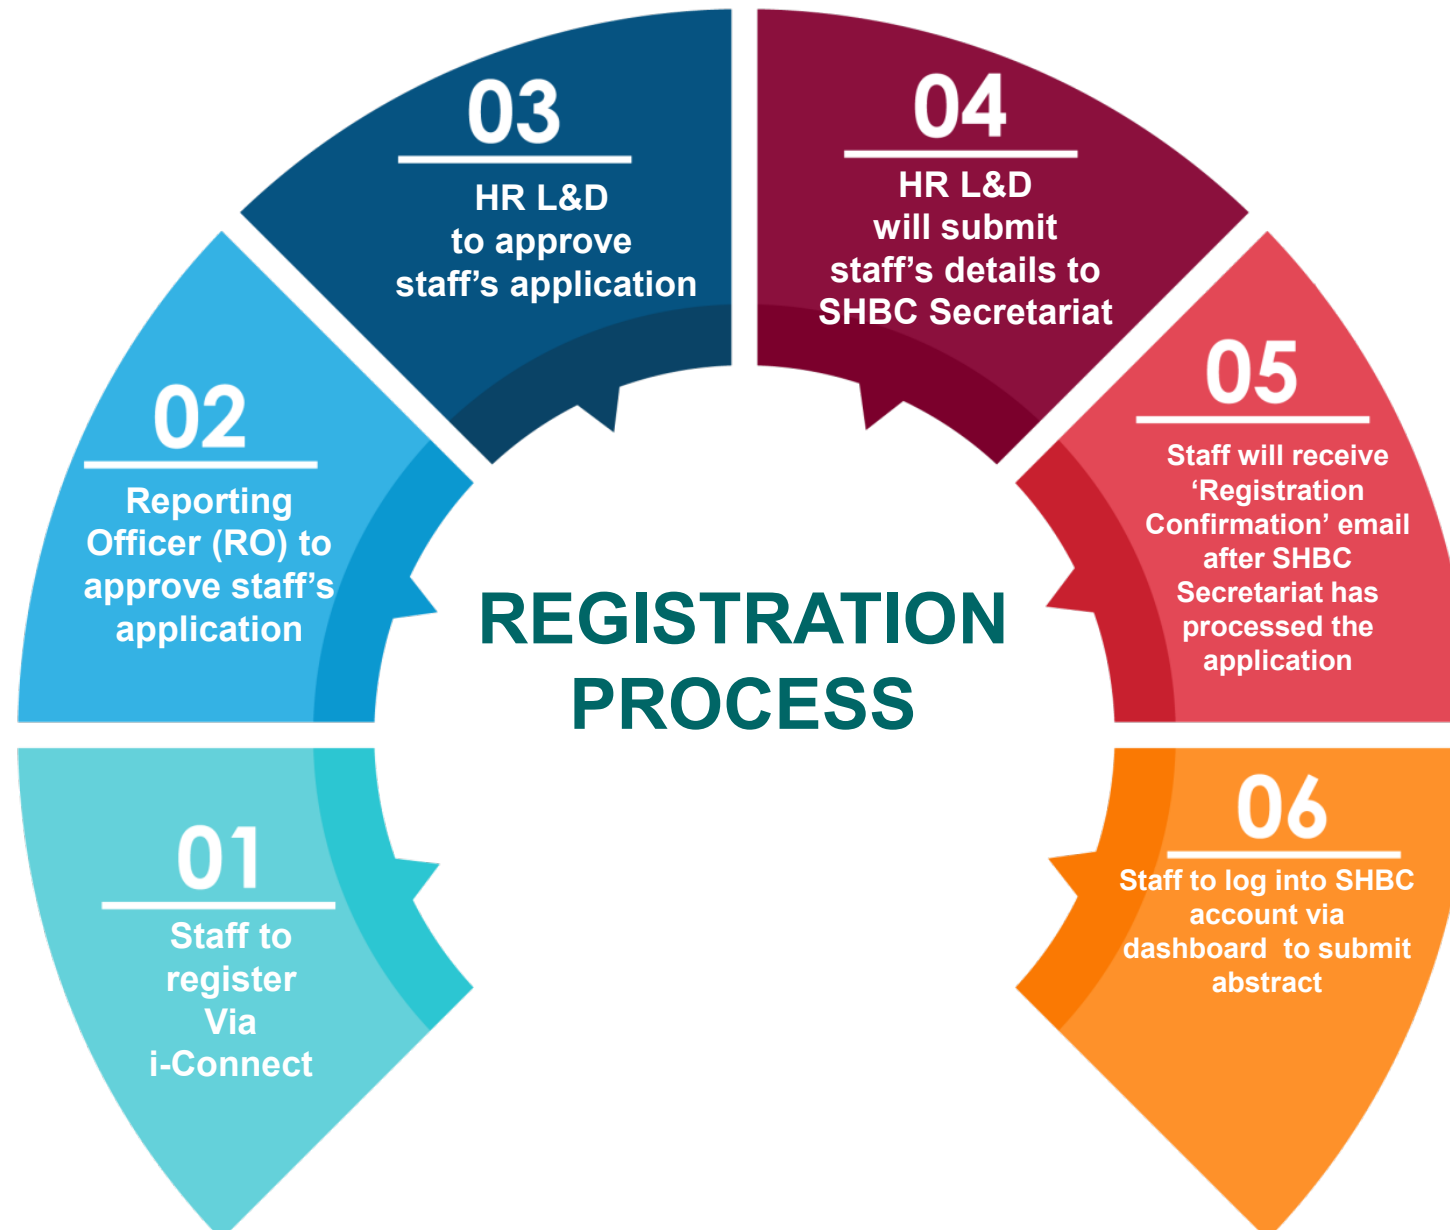 01
Staff to
register
Via
i-Connect
02
Reporting
Officer (RO) to
approve staff’s
application
03
HR L&D
to approve
staff’s application
04
HR L&D
will submit
staff’s details to
SHBC Secretariat
05
Staff will receive
‘Registration
Confirmation’ email
after SHBC
Secretariat has
processed the
application
06
Staff to log into SHBC
account via
dashboard  to submit
abstract
REGISTRATION
PROCESS